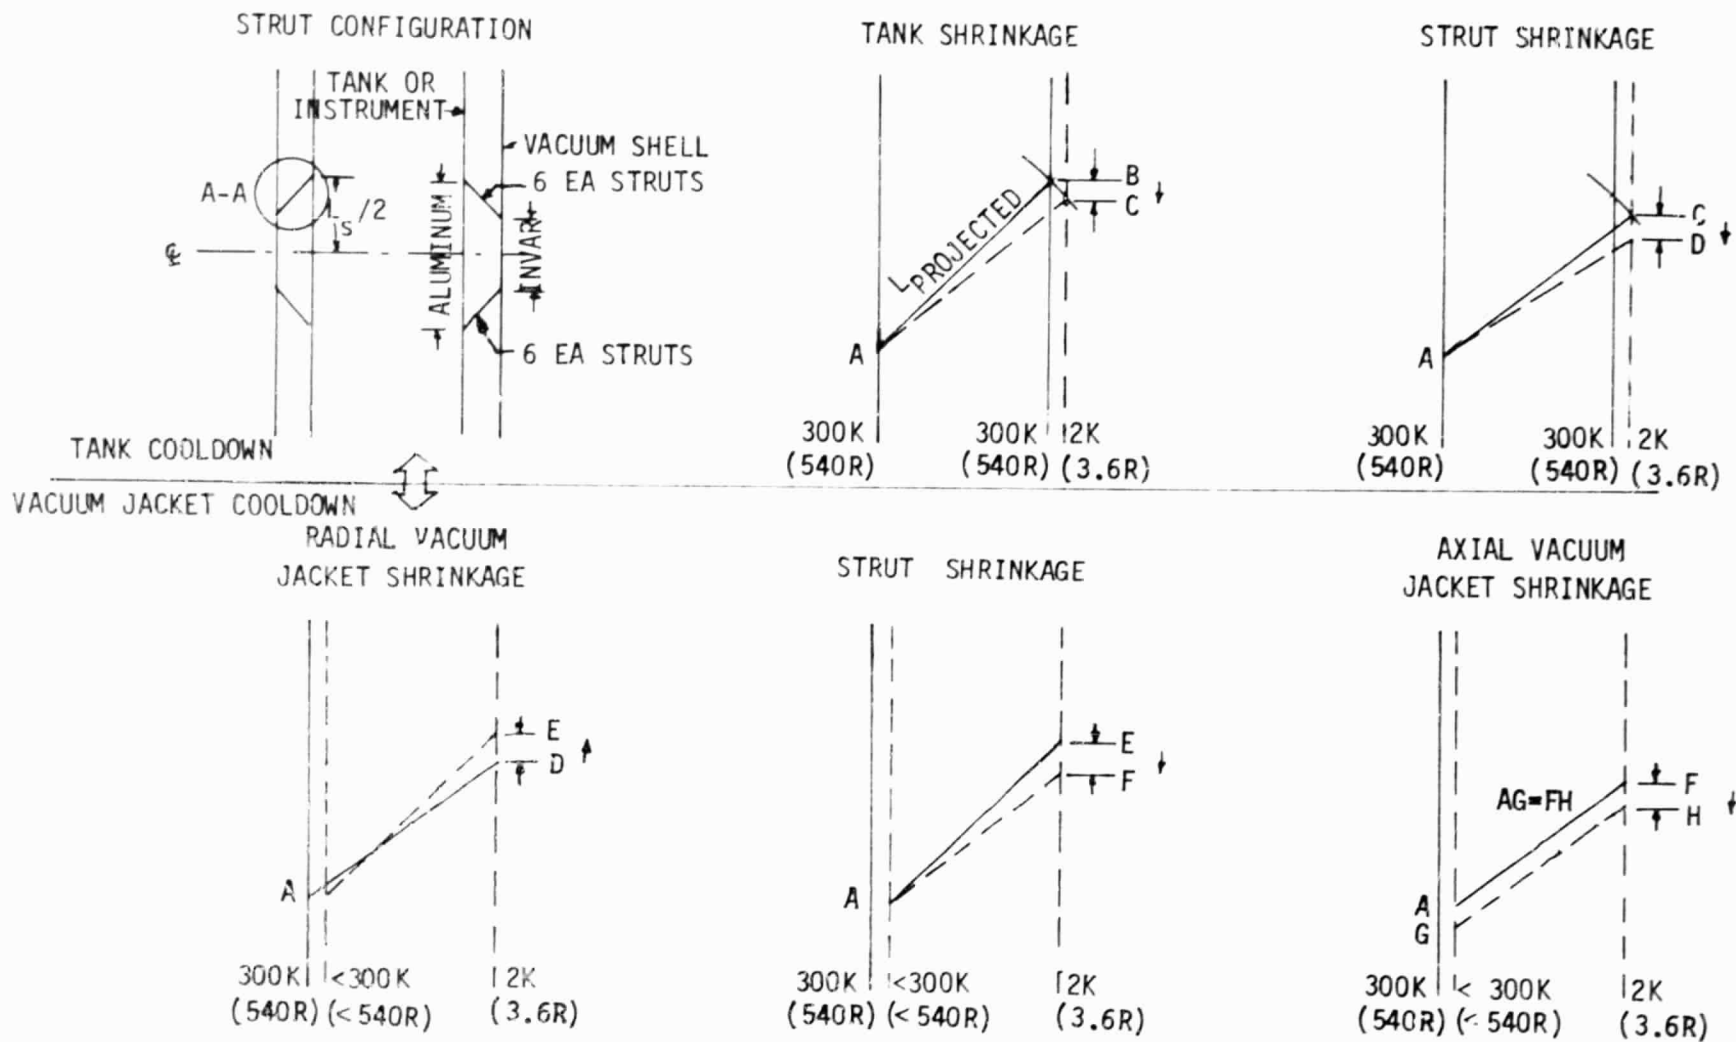 STRUT CONFIGURATION
TANK OR
INSTRUMENT
VACUUM SHELL
6 EA STRUTS
A-A
L_S/2
℄
ALUMINUM
INVAR
6 EA STRUTS
TANK SHRINKAGE
L_PROJECTED
B
C
A
300K 300K 2K
(540R) (540R) (3.6R)
STRUT SHRINKAGE
C
D
A
300K 300K 2K
(540R) (540R) (3.6R)
TANK COOLDOWN
VACUUM JACKET COOLDOWN
RADIAL VACUUM
JACKET SHRINKAGE
E
D
A
300K <300K 2K
(540R) (<540R) (3.6R)
STRUT SHRINKAGE
E
F
A
300K <300K 2K
(540R) (<540R) (3.6R)
AXIAL VACUUM
JACKET SHRINKAGE
AG=FH
F
H
A
G
300K < 300K 2K
(540R) (< 540R) (3.6R)